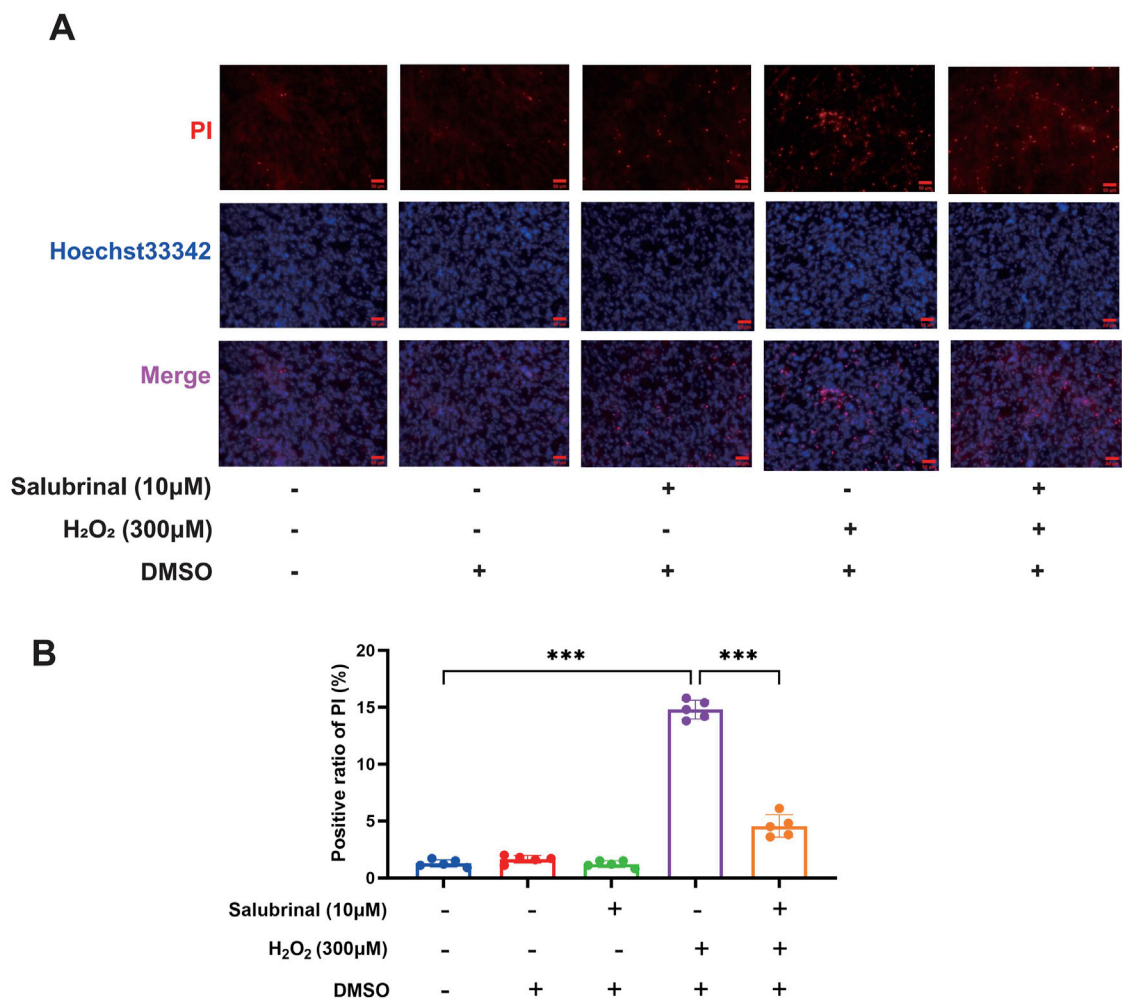 A
PI
Hoechst33342
Merge
Salubrinal (10μM) - - + - +
H₂O₂ (300μM) - - - + +
DMSO - + + + +
B
Positive ratio of PI (%)
20
15
10
5
0
*** ***
Salubrinal (10μM) - - + - +
H₂O₂ (300μM) - - - + +
DMSO - + + + +